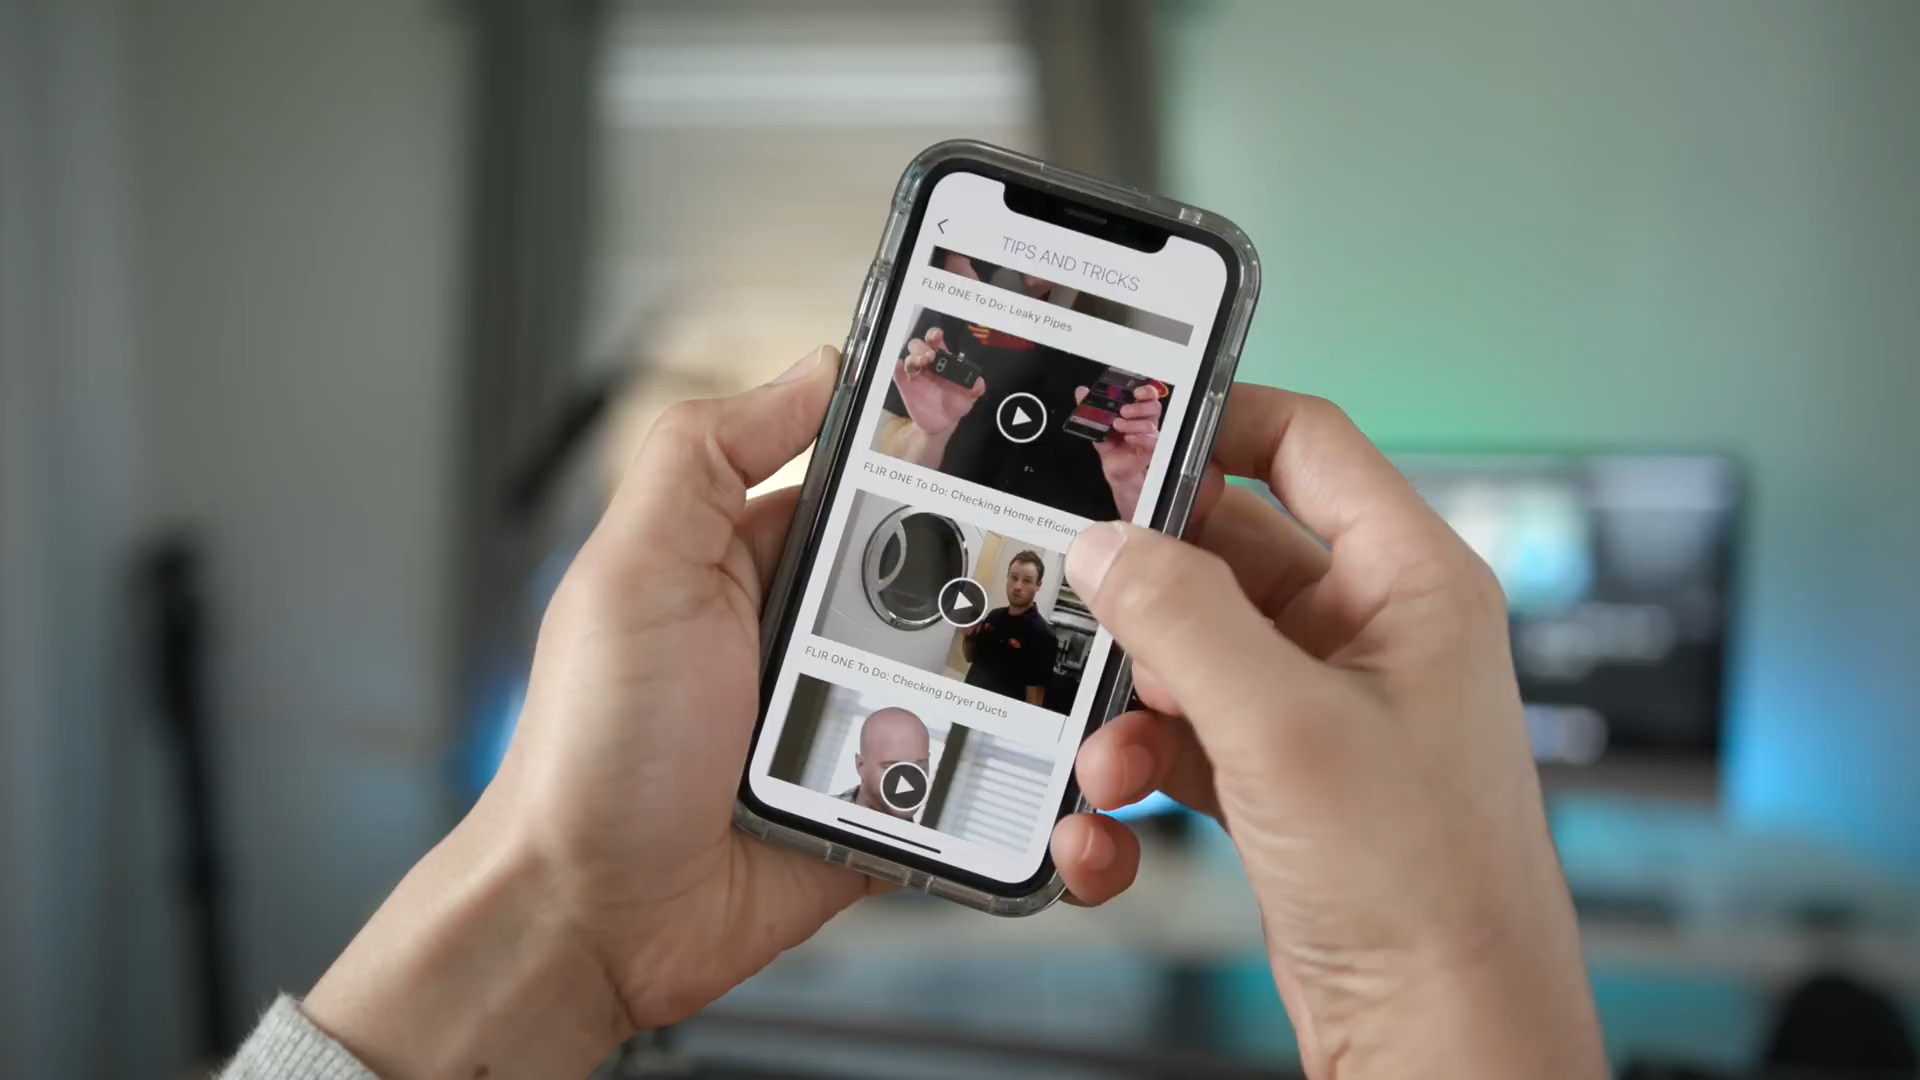 TIPS AND TRICKS
FLIR ONE To Do: Leaky Pipes
FLIR ONE To Do: Checking Home Efficien
FLIR ONE To Do: Checking Dryer Ducts